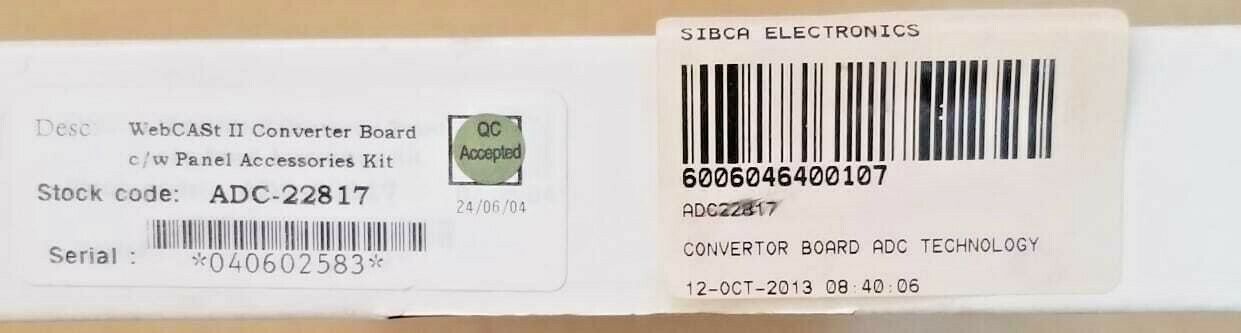 Desc: WebCASt II Converter Board
c/w Panel Accessories Kit
Stock code: ADC-22817
Serial :
*040602583*
QC
Accepted
24/06/04
SIBCA ELECTRONICS
6006046400107
ADC22817
CONVERTOR BOARD ADC TECHNOLOGY
12-OCT-2013 08:40:06